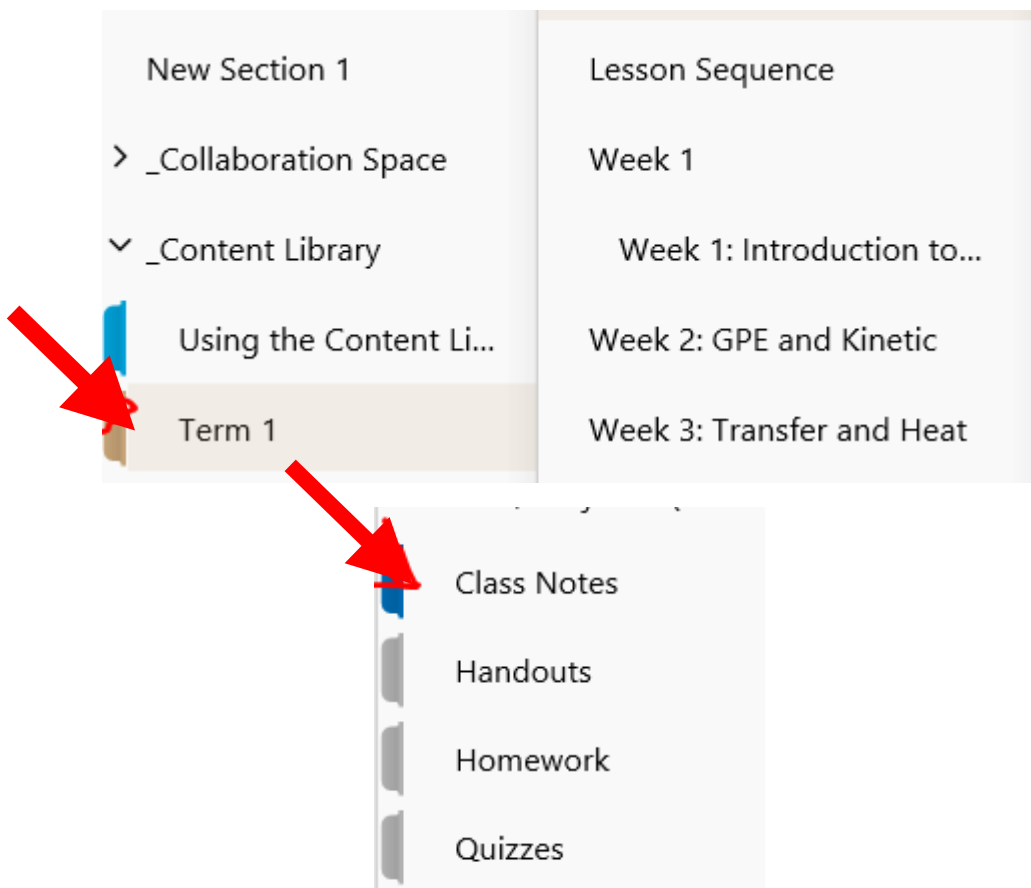 New Section 1
_Collaboration Space
_Content Library
Using the Content Li...
Term 1
Lesson Sequence
Week 1
Week 1: Introduction to...
Week 2: GPE and Kinetic
Week 3: Transfer and Heat
Class Notes
Handouts
Homework
Quizzes